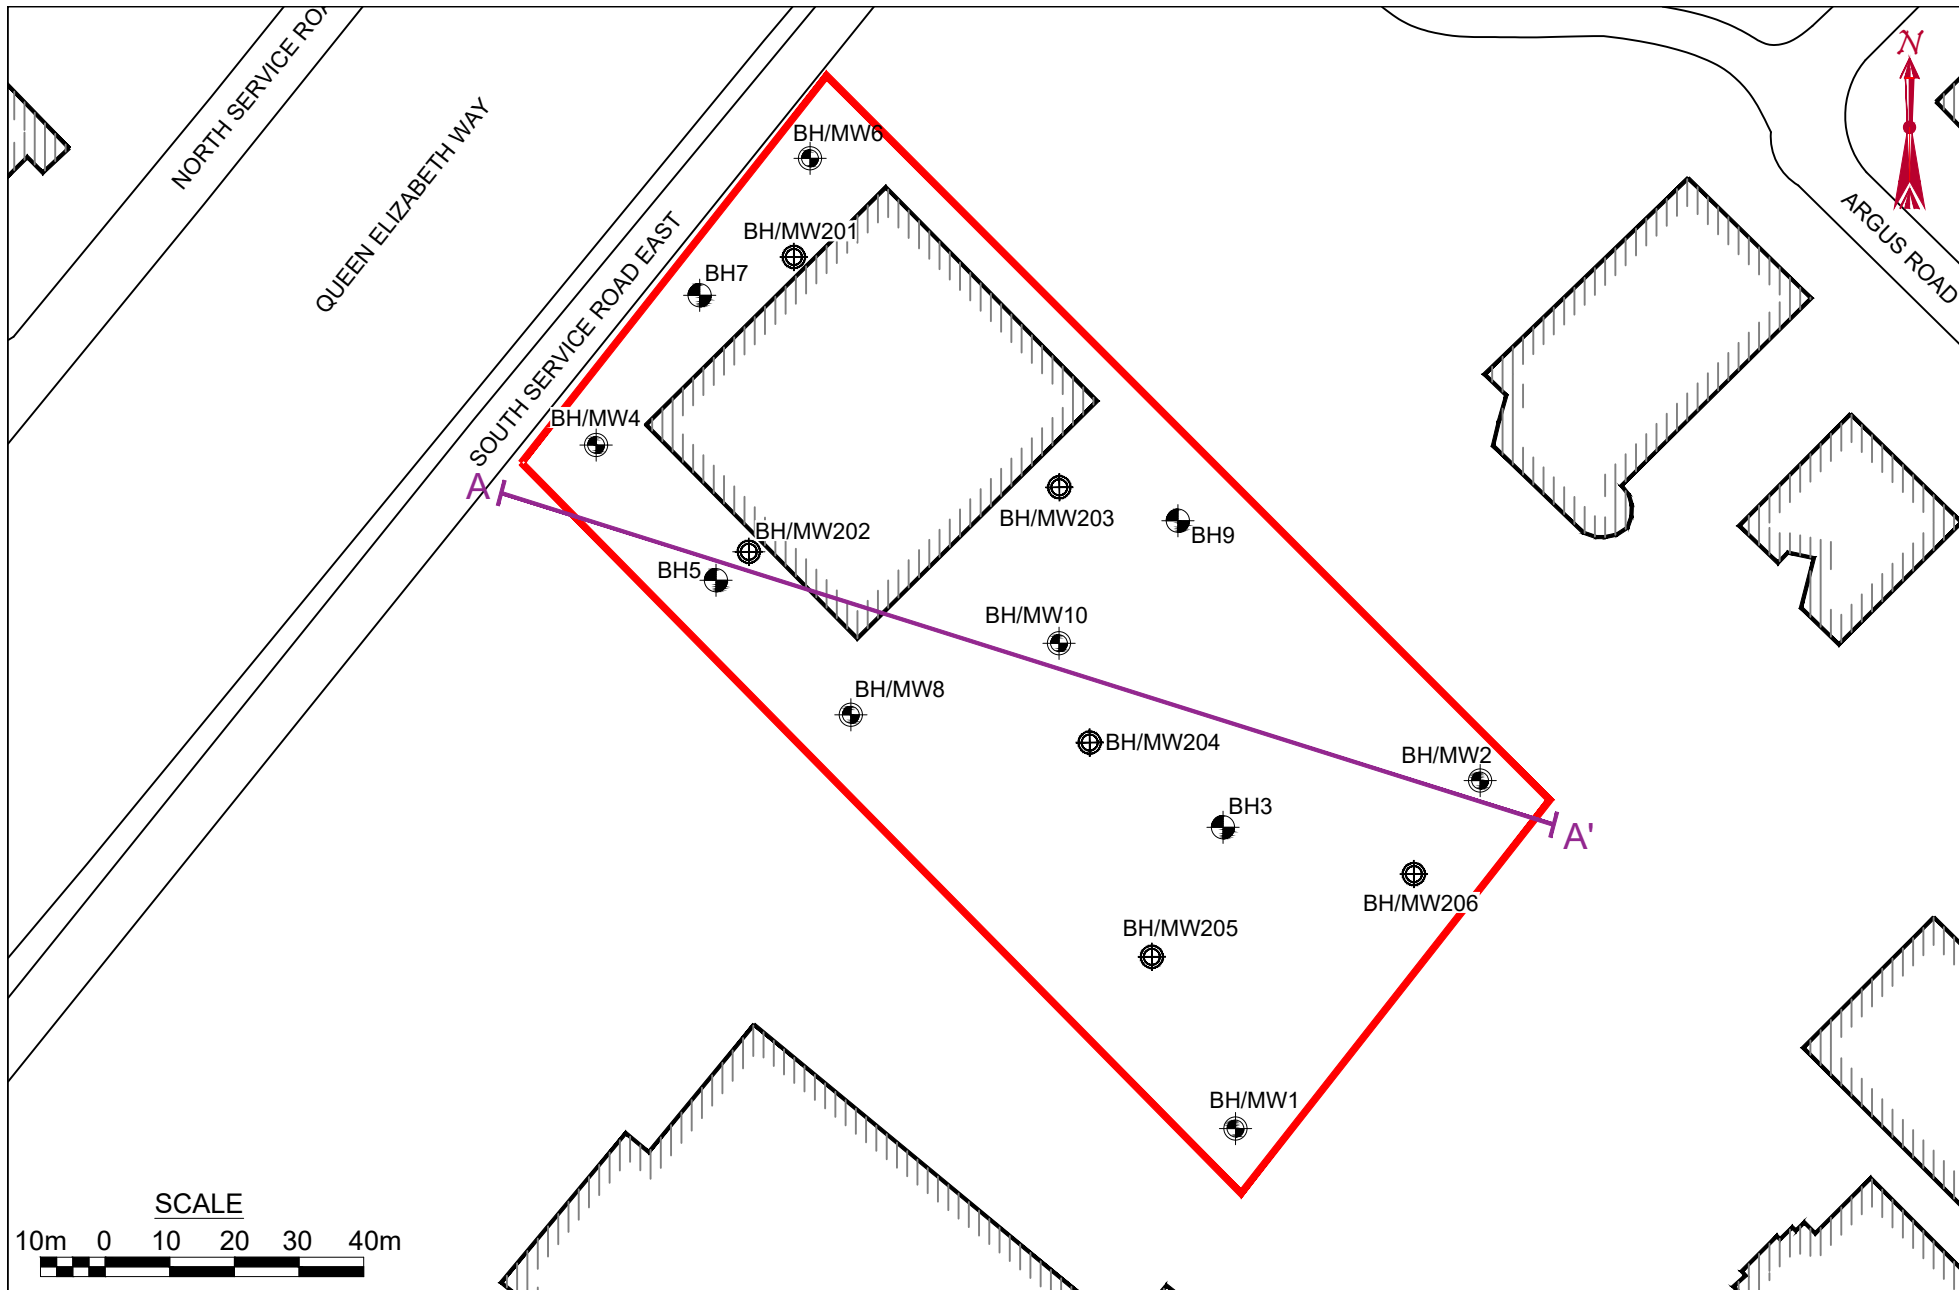 NORTH SERVICE ROA
QUEEN ELIZABETH WAY
SOUTH SERVICE ROAD EAST
N
ARGUS ROAD
BH/MW6
BH/MW201
BH7
BH/MW4
A
BH/MW202
BH5
BH/MW203
BH9
BH/MW10
BH/MW8
BH/MW204
BH/MW2
BH3
A'
BH/MW206
BH/MW205
BH/MW1
SCALE
10m 0 10 20 30 40m